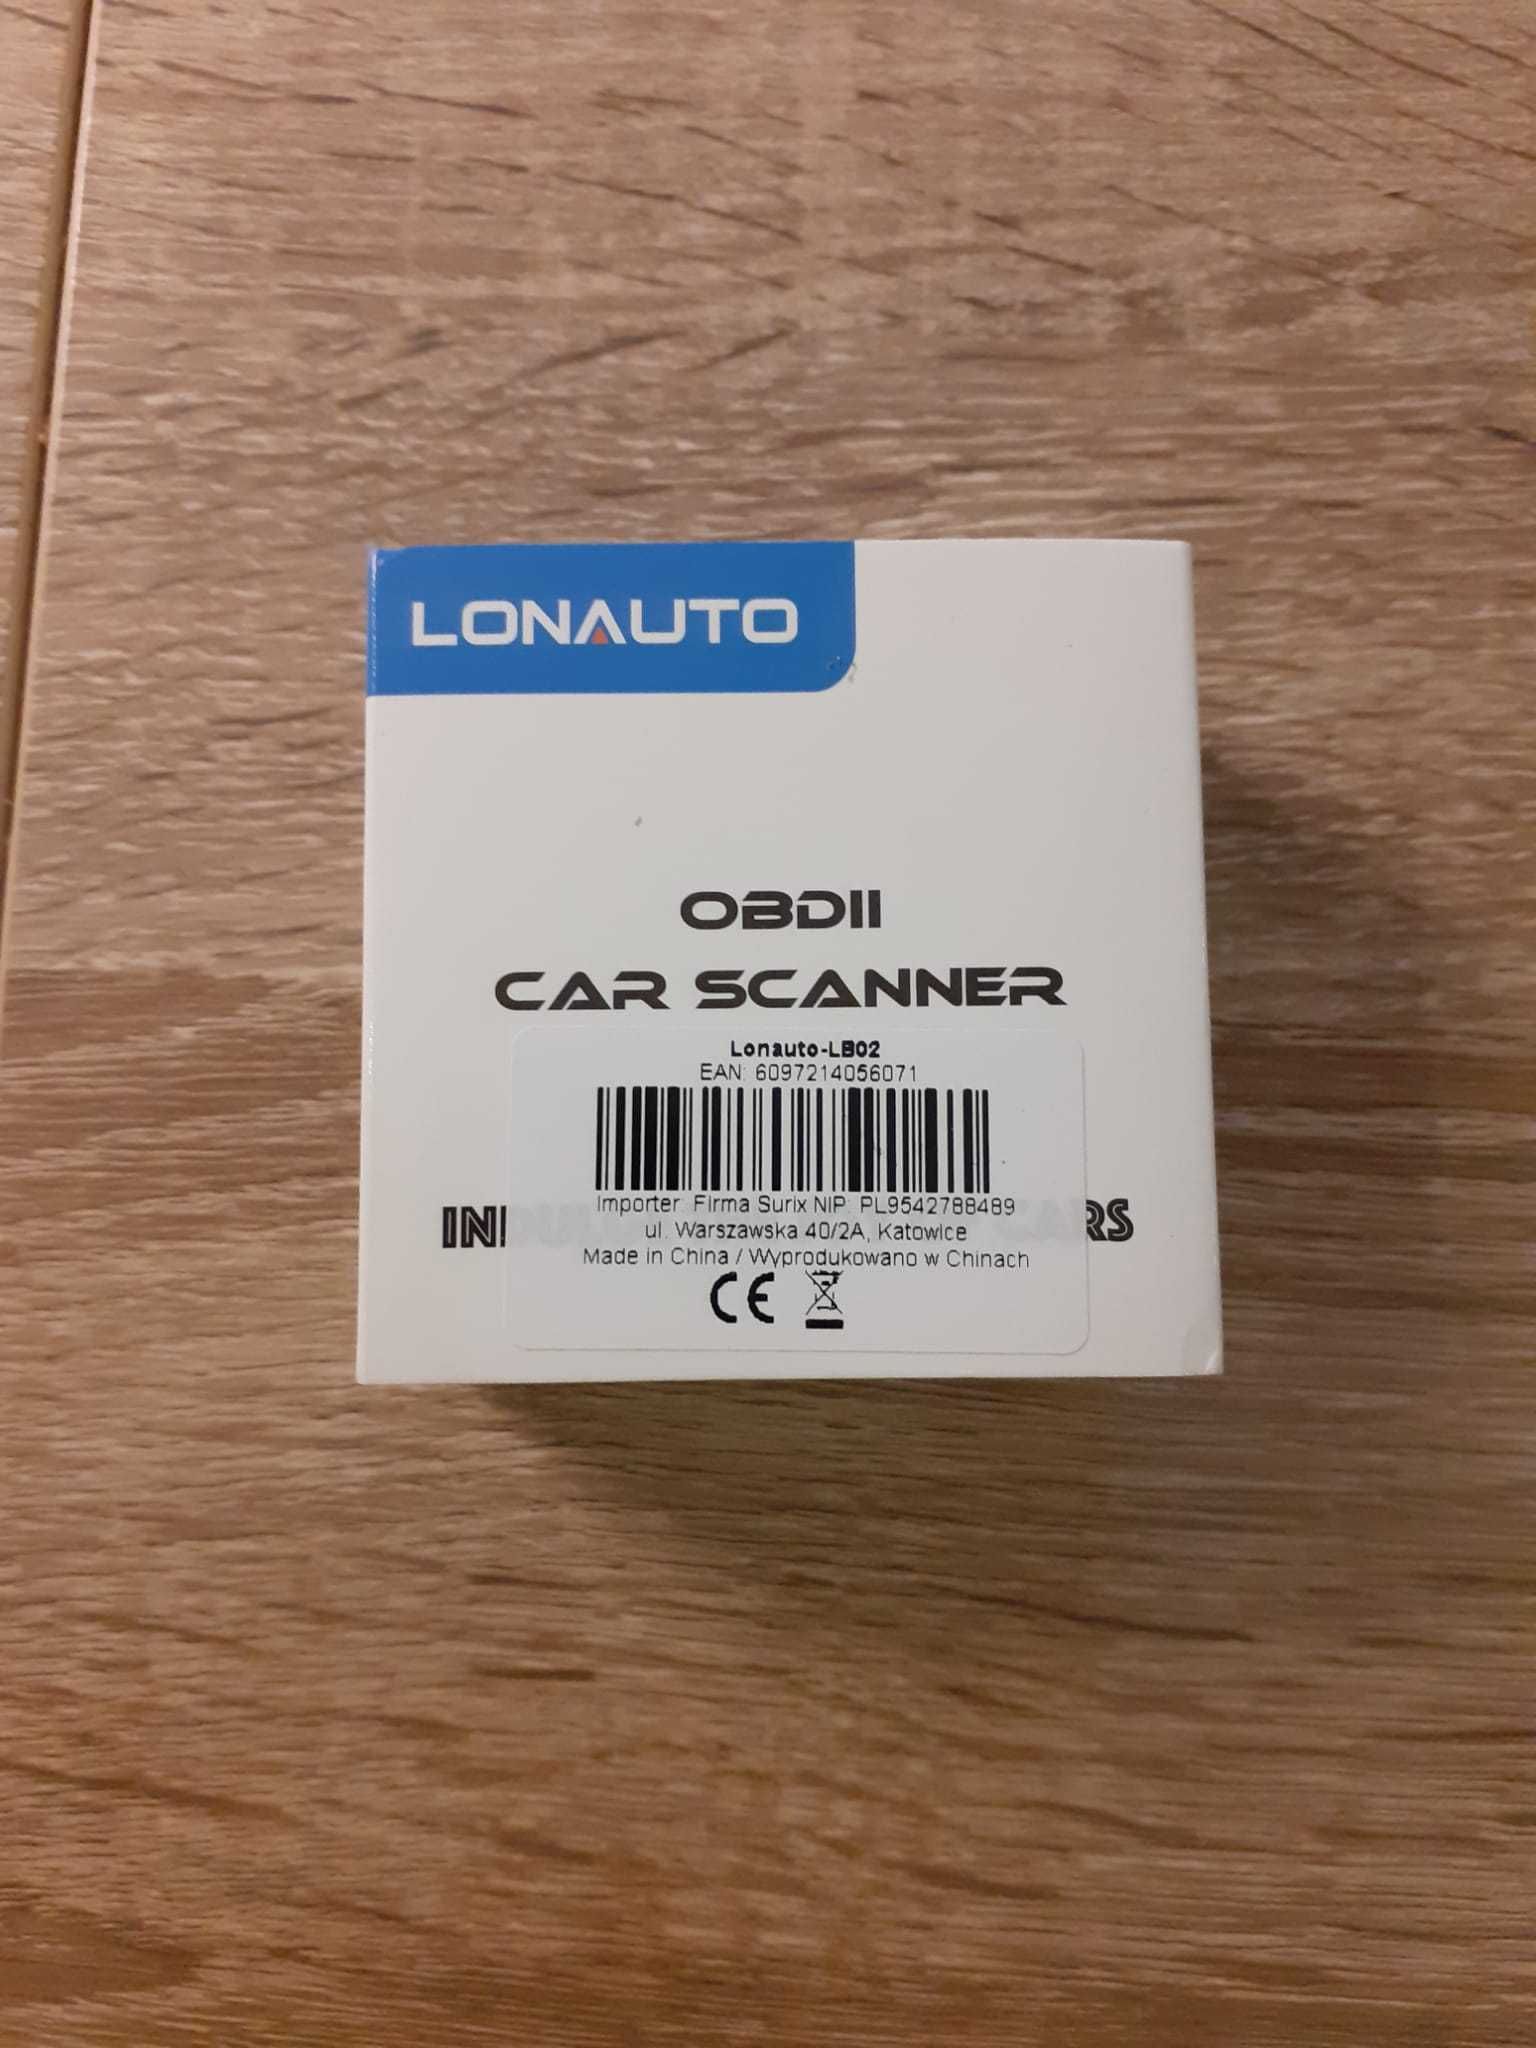 LONAUTO
OBDII
CAR SCANNER
Lonauto-LB02
EAN: 6097214056071
Importer: Firma Surix NIP: PL9542788489
ul. Warszawska 40/2A, Katowice
Made in China / Wyprodukowano w Chinach
CE